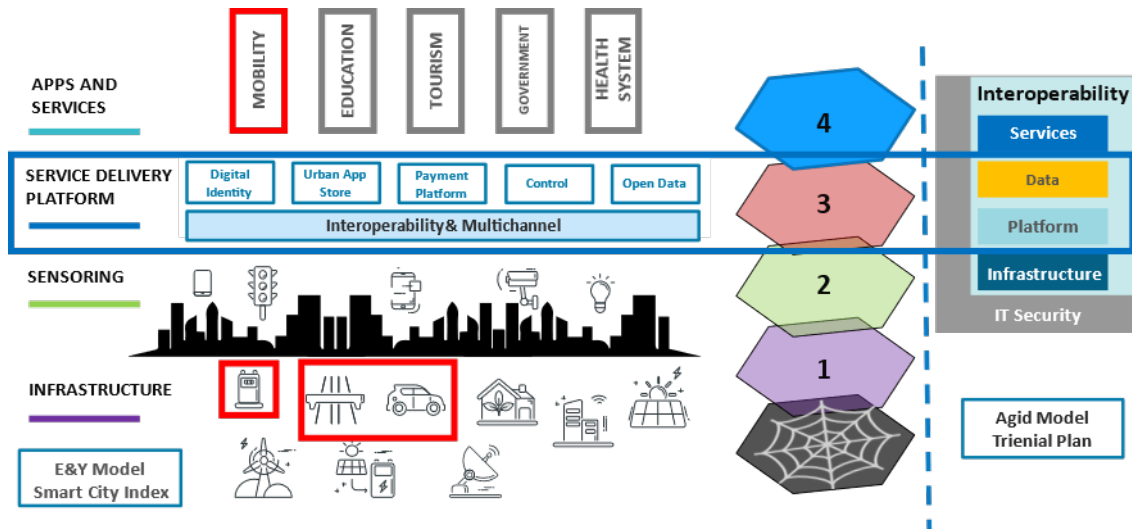 APPS AND
SERVICES
MOBILITY
EDUCATION
TOURISM
GOVERNMENT
HEALTH
SYSTEM
4
Interoperability
Services
SERVICE DELIVERY
PLATFORM
Digital
Identity
Urban App
Store
Payment
Platform
Control
Open Data
Interoperability& Multichannel
3
Data
Platform
SENSORING
2
Infrastructure
IT Security
INFRASTRUCTURE
1
E&Y Model
Smart City Index
Agid Model
Trienial Plan